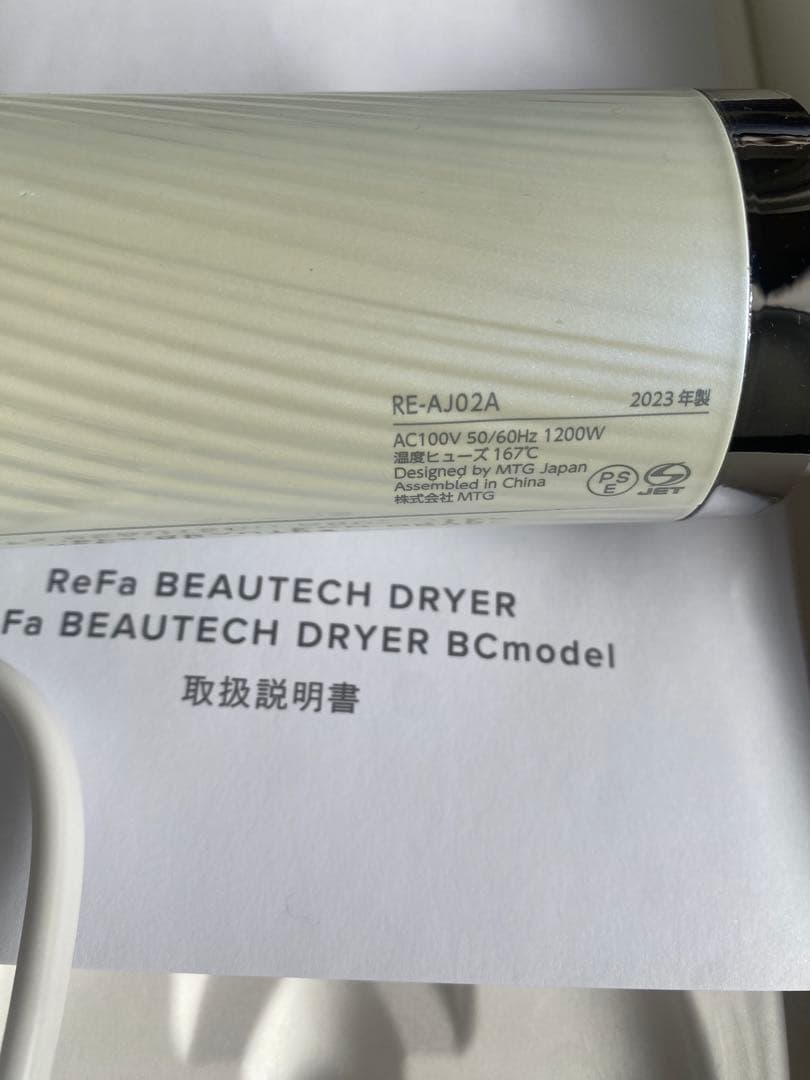 RE-AJ02A 2023年製
AC100V 50/60Hz 1200W
温度ヒューズ 167℃
Designed by MTG Japan
Assembled in China
株式会社 MTG
PS
E
JET
ReFa BEAUTECH DRYER
Fa BEAUTECH DRYER BCmodel
取扱説明書